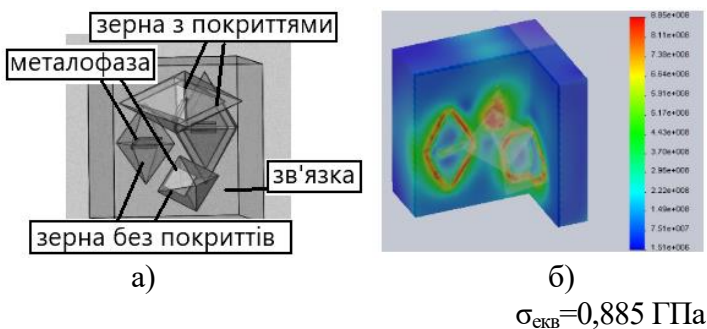 зерна з покриттями
металофаза
зв'язка
зерна без покриттів
8.85e+008
8.11e+008
7.38e+008
6.64e+008
5.91e+008
5.17e+008
4.43e+008
3.70e+008
2.96e+008
2.22e+008
1.49e+008
7.51e+007
1.51e+006
а)
б)
σекв=0,885 ГПа